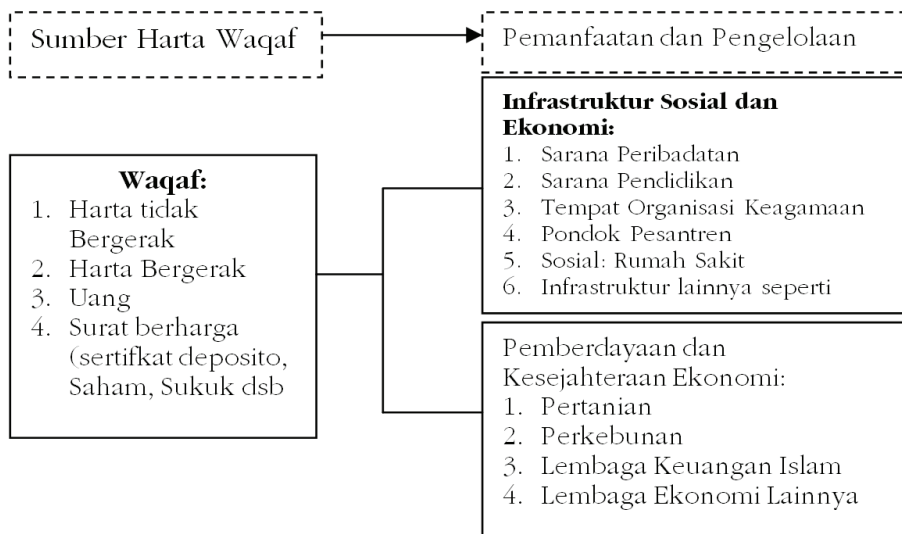 Sumber Harta Waqaf
Pemanfaatan dan Pengelolaan
Waqaf:
1. Harta tidak
Bergerak
2. Harta Bergerak
3. Uang
4. Surat berharga
(sertifkat deposito,
Saham, Sukuk dsb
Infrastruktur Sosial dan
Ekonomi:
1. Sarana Peribadatan
2. Sarana Pendidikan
3. Tempat Organisasi Keagamaan
4. Pondok Pesantren
5. Sosial: Rumah Sakit
6. Infrastruktur lainnya seperti
Pemberdayaan dan
Kesejahteraan Ekonomi:
1. Pertanian
2. Perkebunan
3. Lembaga Keuangan Islam
4. Lembaga Ekonomi Lainnya